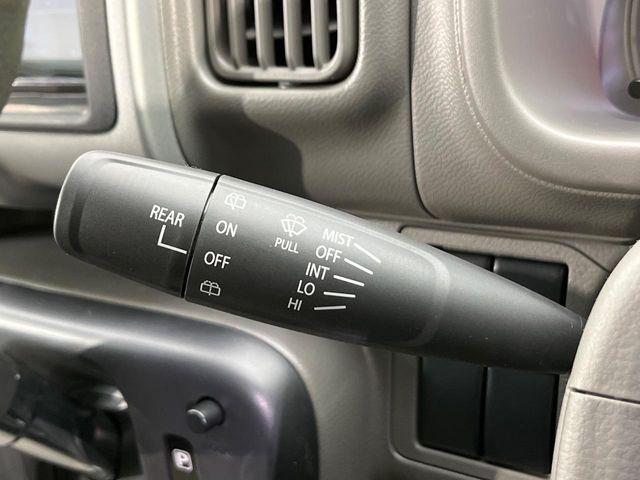 REAR
ON
OFF
PULL
MIST
OFF
INT
LO
HI
P